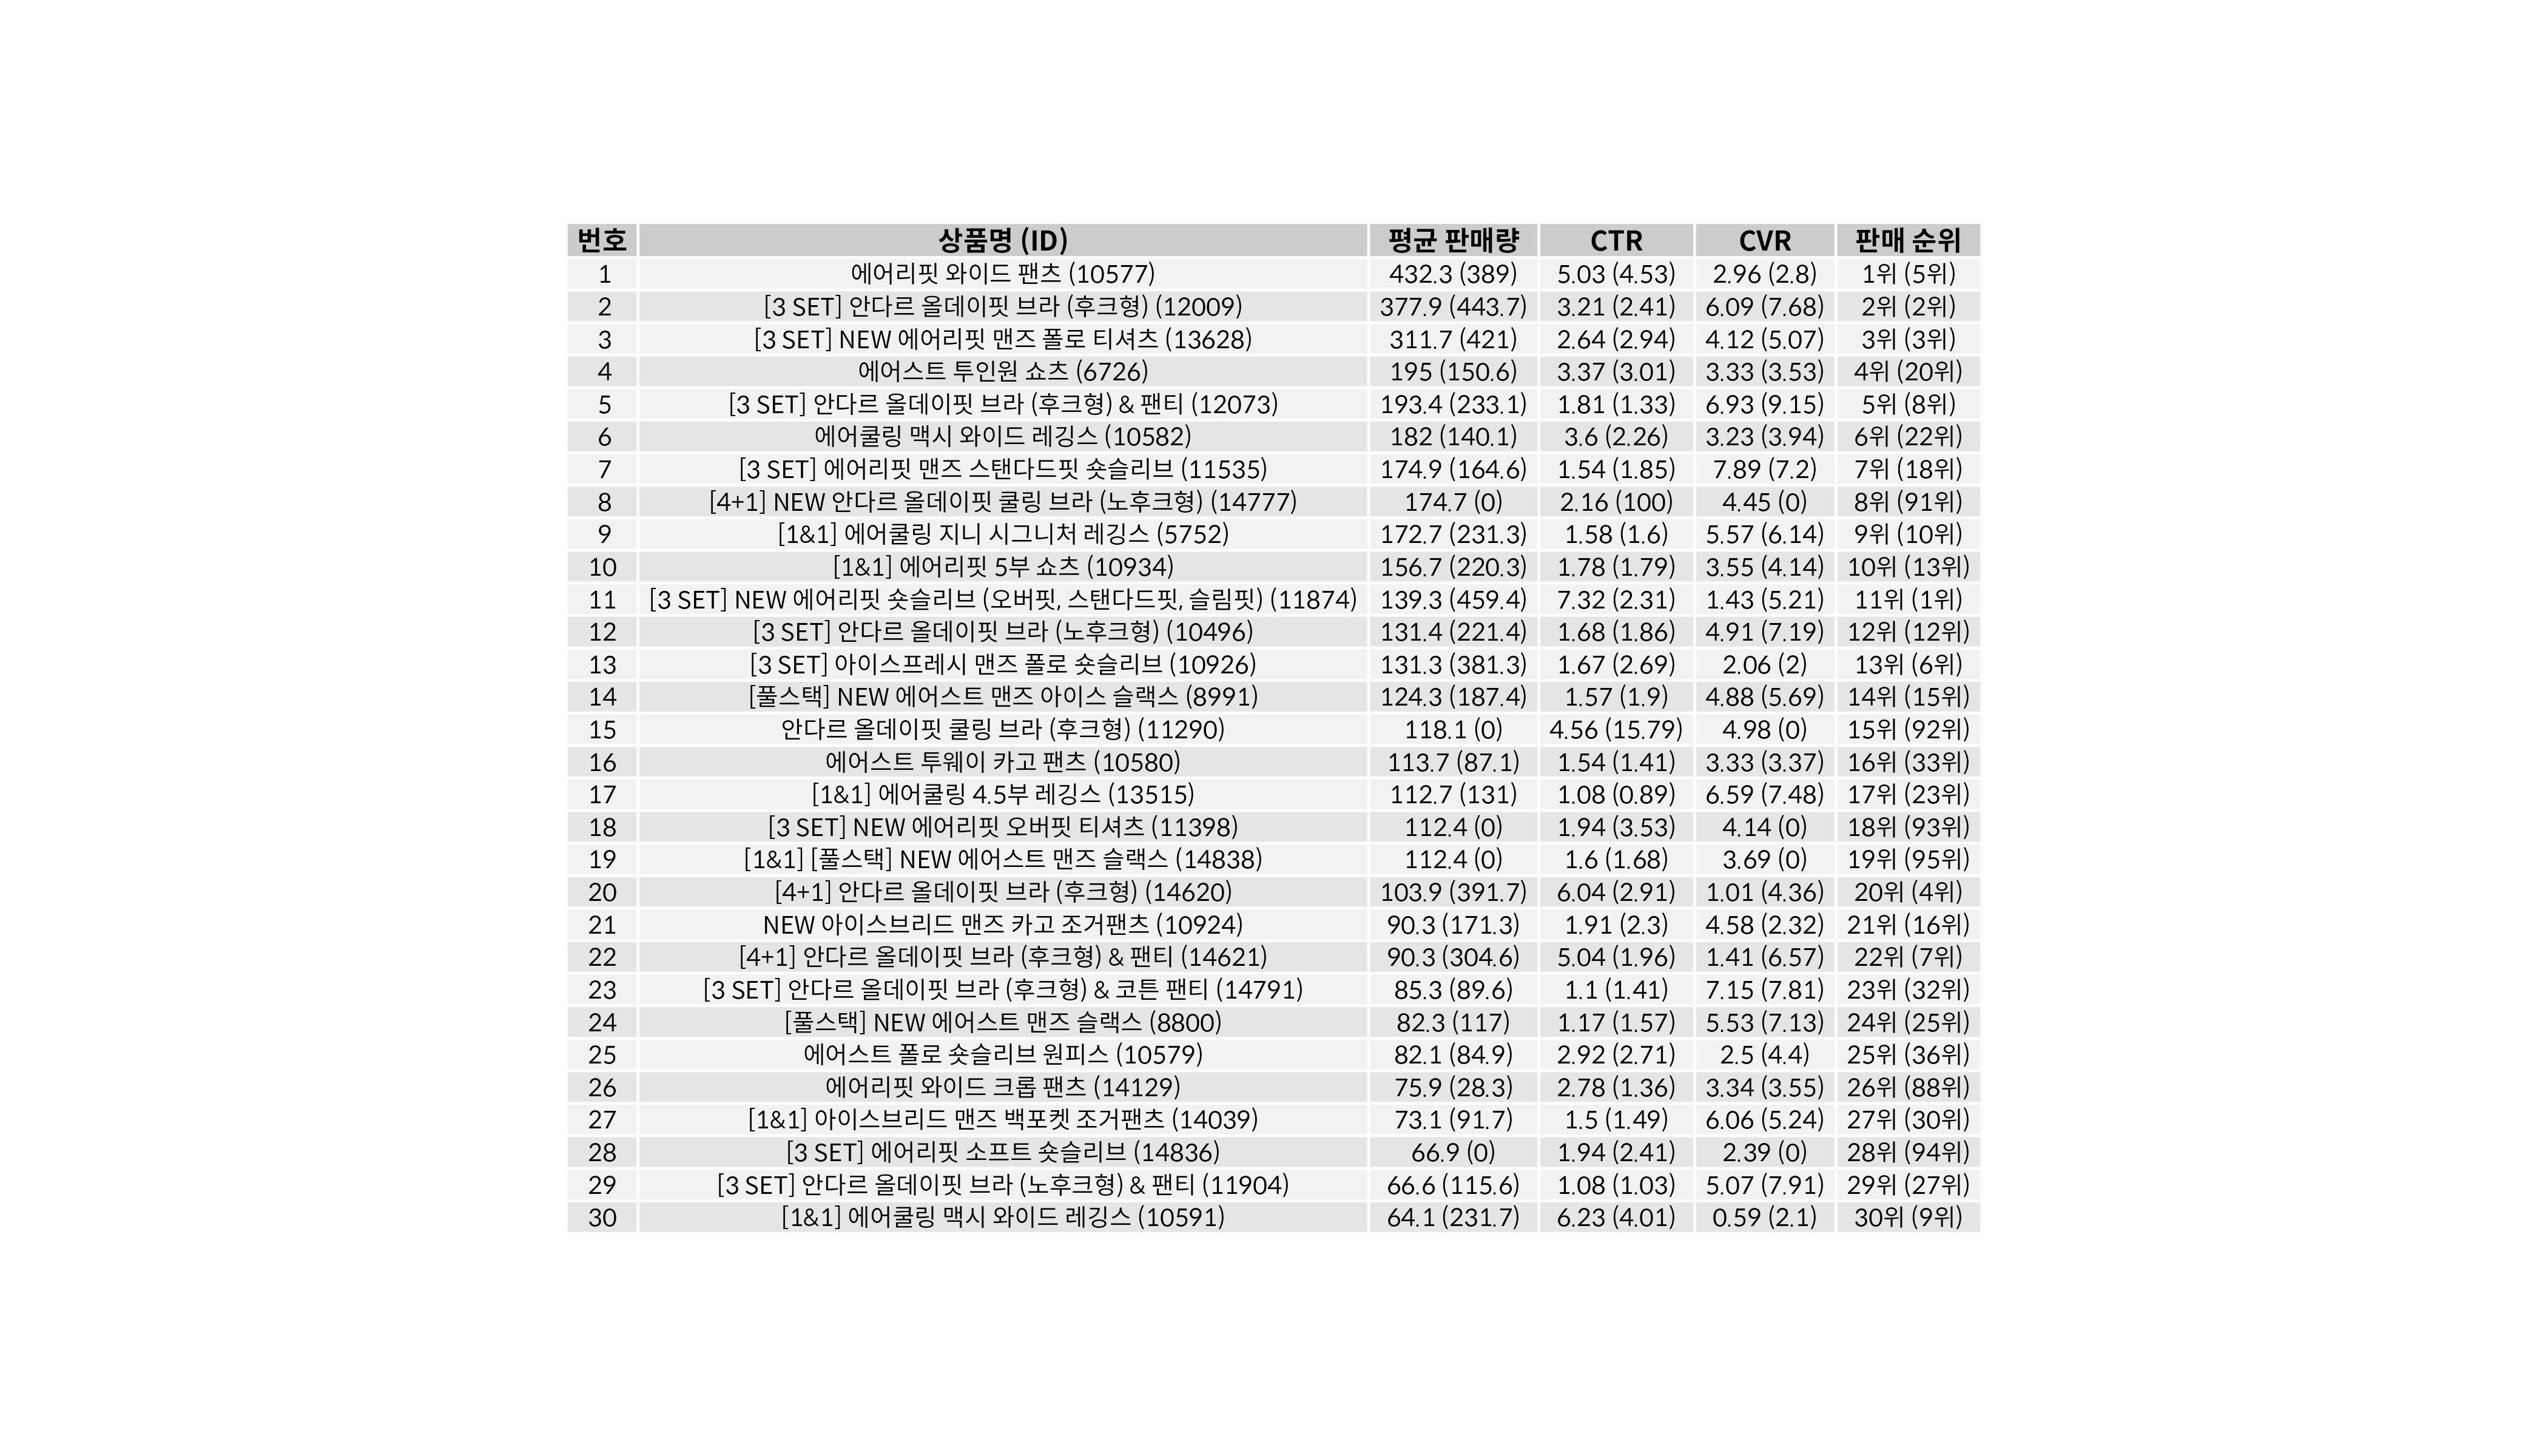 번호 상품명 (ID) 평균 판매량 CTR CVR 판매 순위
1 에어리핏 와이드 팬츠 (10577) 432.3 (389) 5.03 (4.53) 2.96 (2.8) 1위 (5위)
2 [3 SET] 안다르 올데이핏 브라 (후크형) (12009) 377.9 (443.7) 3.21 (2.41) 6.09 (7.68) 2위 (2위)
3 [3 SET] NEW 에어리핏 맨즈 폴로 티셔츠 (13628) 311.7 (421) 2.64 (2.94) 4.12 (5.07) 3위 (3위)
4 에어스트 투인원 쇼츠 (6726) 195 (150.6) 3.37 (3.01) 3.33 (3.53) 4위 (20위)
5 [3 SET] 안다르 올데이핏 브라 (후크형) & 팬티 (12073) 193.4 (233.1) 1.81 (1.33) 6.93 (9.15) 5위 (8위)
6 에어쿨링 맥시 와이드 레깅스 (10582) 182 (140.1) 3.6 (2.26) 3.23 (3.94) 6위 (22위)
7 [3 SET] 에어리핏 맨즈 스탠다드핏 숏슬리브 (11535) 174.9 (164.6) 1.54 (1.85) 7.89 (7.2) 7위 (18위)
8 [4+1] NEW 안다르 올데이핏 쿨링 브라 (노후크형) (14777) 174.7 (0) 2.16 (100) 4.45 (0) 8위 (91위)
9 [1&1] 에어쿨링 지니 시그니처 레깅스 (5752) 172.7 (231.3) 1.58 (1.6) 5.57 (6.14) 9위 (10위)
10 [1&1] 에어리핏 5부 쇼츠 (10934) 156.7 (220.3) 1.78 (1.79) 3.55 (4.14) 10위 (13위)
11 [3 SET] NEW 에어리핏 숏슬리브 (오버핏, 스탠다드핏, 슬림핏) (11874) 139.3 (459.4) 7.32 (2.31) 1.43 (5.21) 11위 (1위)
12 [3 SET] 안다르 올데이핏 브라 (노후크형) (10496) 131.4 (221.4) 1.68 (1.86) 4.91 (7.19) 12위 (12위)
13 [3 SET] 아이스프레시 맨즈 폴로 숏슬리브 (10926) 131.3 (381.3) 1.67 (2.69) 2.06 (2) 13위 (6위)
14 [풀스택] NEW 에어스트 맨즈 아이스 슬랙스 (8991) 124.3 (187.4) 1.57 (1.9) 4.88 (5.69) 14위 (15위)
15 안다르 올데이핏 쿨링 브라 (후크형) (11290) 118.1 (0) 4.56 (15.79) 4.98 (0) 15위 (92위)
16 에어스트 투웨이 카고 팬츠 (10580) 113.7 (87.1) 1.54 (1.41) 3.33 (3.37) 16위 (33위)
17 [1&1] 에어쿨링 4.5부 레깅스 (13515) 112.7 (131) 1.08 (0.89) 6.59 (7.48) 17위 (23위)
18 [3 SET] NEW 에어리핏 오버핏 티셔츠 (11398) 112.4 (0) 1.94 (3.53) 4.14 (0) 18위 (93위)
19 [1&1] [풀스택] NEW 에어스트 맨즈 슬랙스 (14838) 112.4 (0) 1.6 (1.68) 3.69 (0) 19위 (95위)
20 [4+1] 안다르 올데이핏 브라 (후크형) (14620) 103.9 (391.7) 6.04 (2.91) 1.01 (4.36) 20위 (4위)
21 NEW 아이스브리드 맨즈 카고 조거팬츠 (10924) 90.3 (171.3) 1.91 (2.3) 4.58 (2.32) 21위 (16위)
22 [4+1] 안다르 올데이핏 브라 (후크형) & 팬티 (14621) 90.3 (304.6) 5.04 (1.96) 1.41 (6.57) 22위 (7위)
23 [3 SET] 안다르 올데이핏 브라 (후크형) & 코튼 팬티 (14791) 85.3 (89.6) 1.1 (1.41) 7.15 (7.81) 23위 (32위)
24 [풀스택] NEW 에어스트 맨즈 슬랙스 (8800) 82.3 (117) 1.17 (1.57) 5.53 (7.13) 24위 (25위)
25 에어스트 폴로 숏슬리브 원피스 (10579) 82.1 (84.9) 2.92 (2.71) 2.5 (4.4) 25위 (36위)
26 에어리핏 와이드 크롭 팬츠 (14129) 75.9 (28.3) 2.78 (1.36) 3.34 (3.55) 26위 (88위)
27 [1&1] 아이스브리드 맨즈 백포켓 조거팬츠 (14039) 73.1 (91.7) 1.5 (1.49) 6.06 (5.24) 27위 (30위)
28 [3 SET] 에어리핏 소프트 숏슬리브 (14836) 66.9 (0) 1.94 (2.41) 2.39 (0) 28위 (94위)
29 [3 SET] 안다르 올데이핏 브라 (노후크형) & 팬티 (11904) 66.6 (115.6) 1.08 (1.03) 5.07 (7.91) 29위 (27위)
30 [1&1] 에어쿨링 맥시 와이드 레깅스 (10591) 64.1 (231.7) 6.23 (4.01) 0.59 (2.1) 30위 (9위)